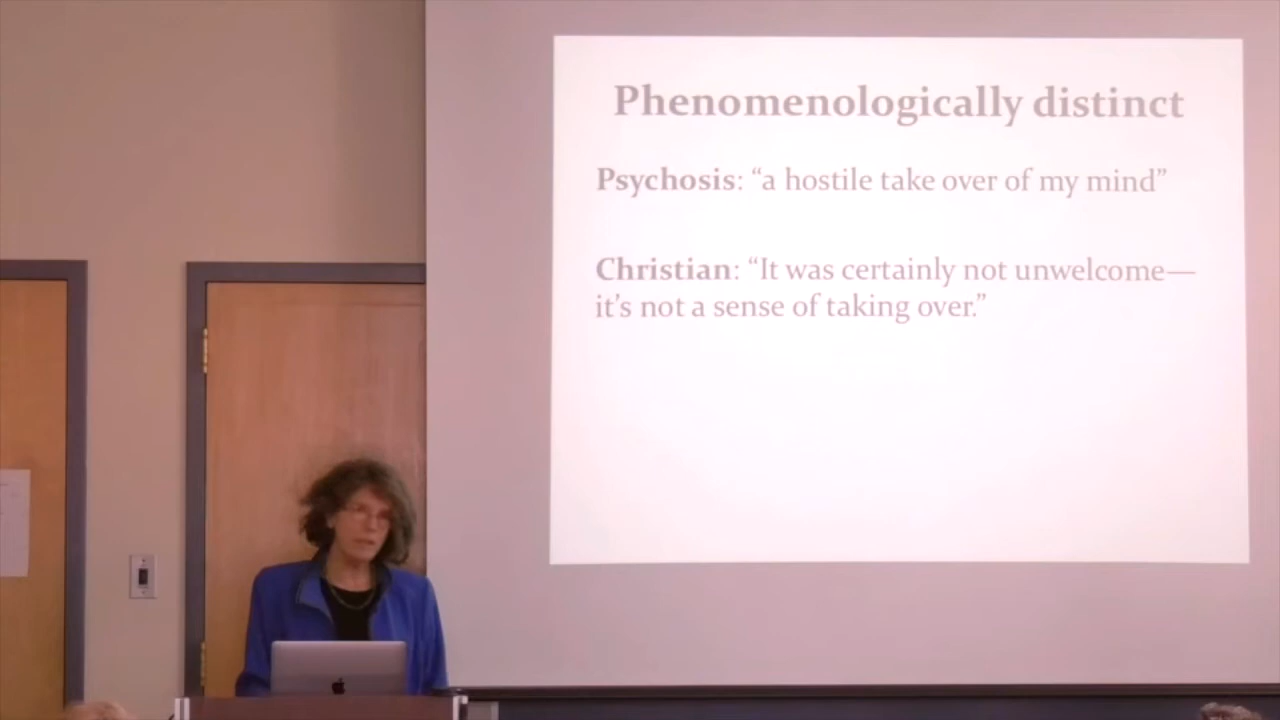 Phenomenologically distinct
Psychosis: “a hostile take over of my mind”
Christian: “It was certainly not unwelcome—
it’s not a sense of taking over.”